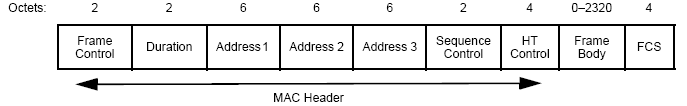 Octets: 2 2 6 6 6 2 4 0–2320 4
Frame Control Duration Address 1 Address 2 Address 3 Sequence Control HT Control Frame Body FCS
MAC Header